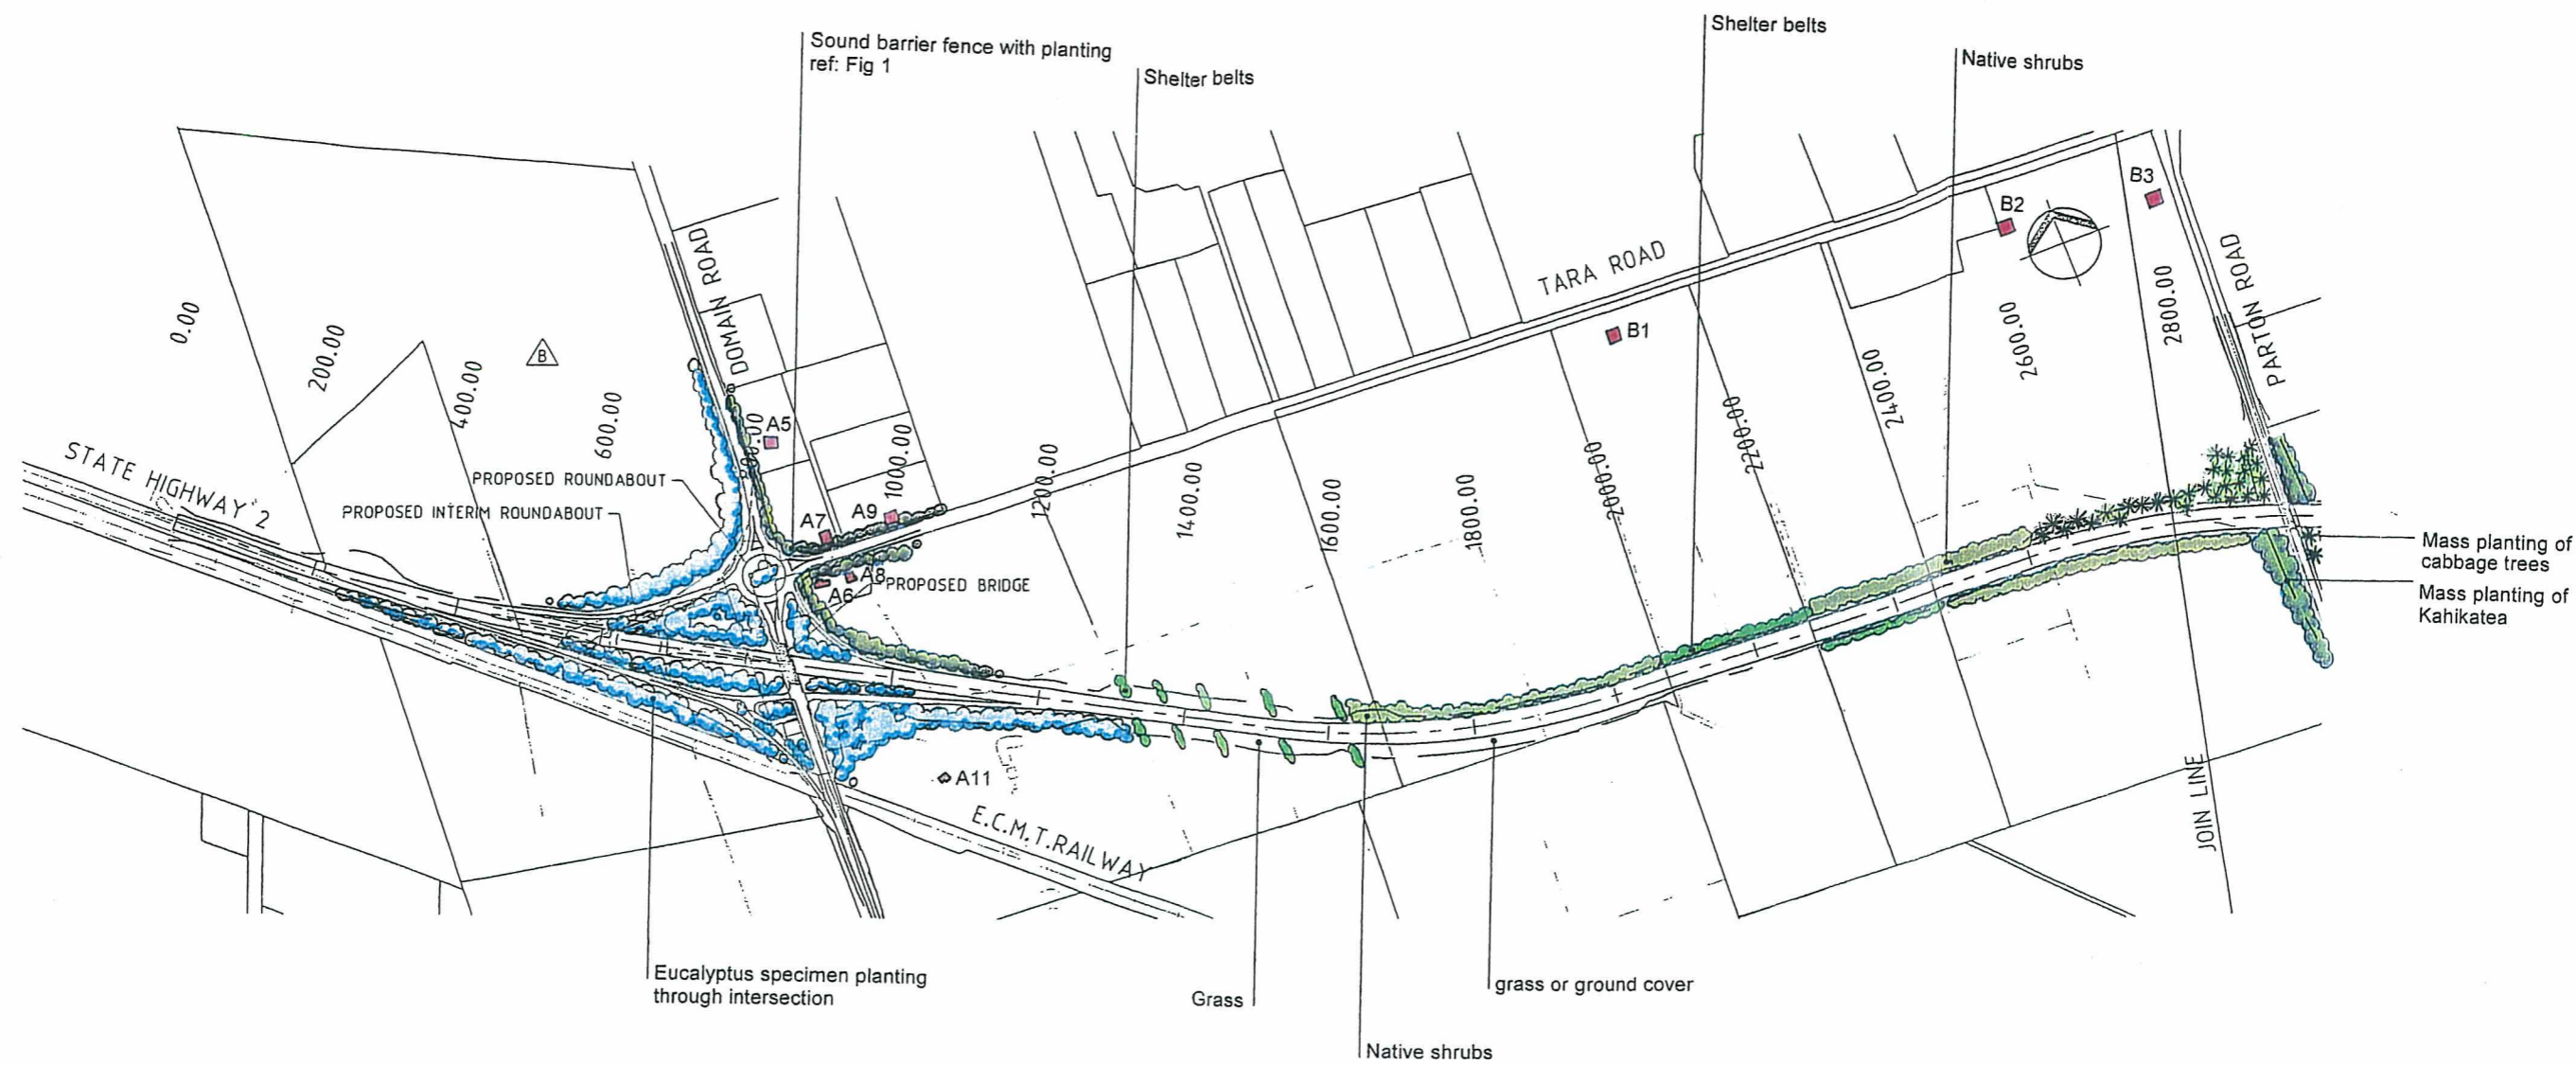 Sound barrier fence with planting
ref: Fig 1
Shelter belts
Shelter belts
Native shrubs
B3
B2
DOMAIN ROAD
TARA ROAD
PARTON ROAD
B1
0.00
200.00
400.00
600.00
B
A5
1000.00
1200.00
1400.00
1600.00
1800.00
2000.00
2200.00
2400.00
2600.00
2800.00
STATE HIGHWAY 2
PROPOSED ROUNDABOUT
PROPOSED INTERIM ROUNDABOUT
A7
A9
A8
A6
PROPOSED BRIDGE
Mass planting of
cabbage trees
Mass planting of
Kahikatea
A11
E.C.M.T.RAILWAY
JOIN LINE
Eucalyptus specimen planting
through intersection
Grass
grass or ground cover
Native shrubs